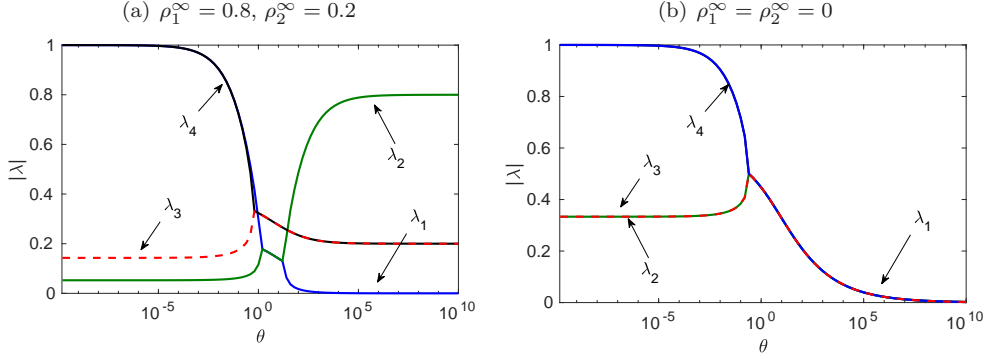 (a) ρ₁^∞ = 0.8, ρ₂^∞ = 0.2
1
0.8
0.6
0.4
0.2
0
|λ|
λ₄
λ₂
λ₃
λ₁
10⁻⁵
10⁰
10⁵
10¹⁰
θ
(b) ρ₁^∞ = ρ₂^∞ = 0
1
0.8
0.6
0.4
0.2
0
|λ|
λ₄
λ₃
λ₂
λ₁
10⁻⁵
10⁰
10⁵
10¹⁰
θ